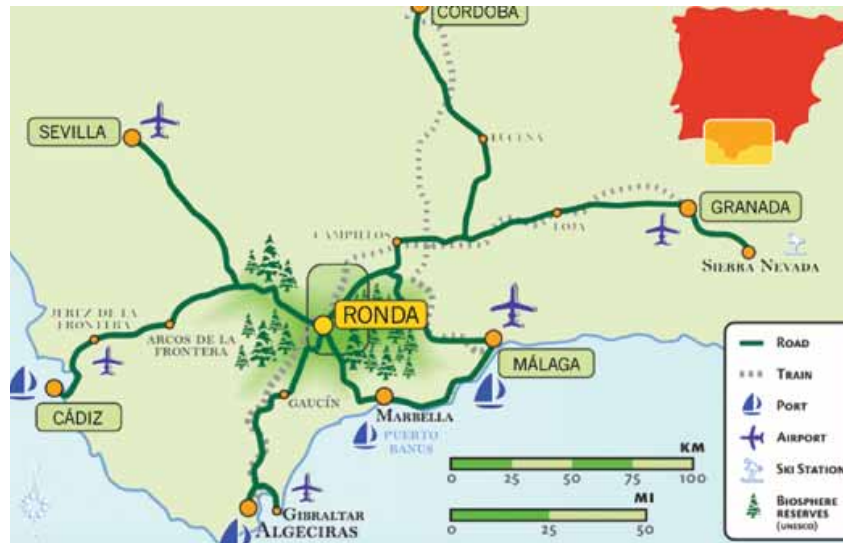 CORDOBA
SEVILLA
LUCENA
GRANADA
LOJA
CAMPILLOS
SIERRA NEVADA
JEREZ DE LA
FRONTERA
RONDA
ARCOS DE LA
FRONTERA
MÁLAGA
CÁDIZ
GAUCÍN
MARBELLA
PUERTO
BANUS
GIBRALTAR
ALGECIRAS
KM
0 25 50 75 100
MI
0 25 50
ROAD
TRAIN
PORT
AIRPORT
SKI STATION
BIOSPHERE
RESERVES
(UNESCO)